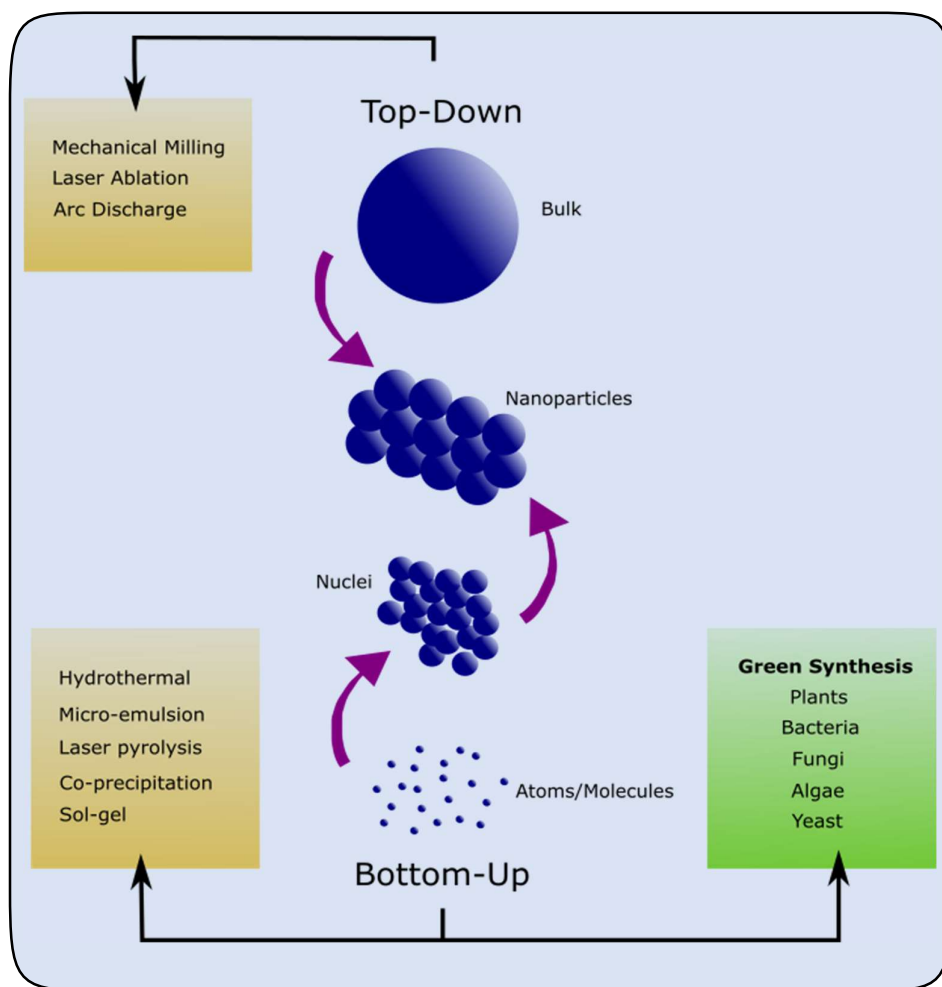 Top-Down
Mechanical Milling
Laser Ablation
Arc Discharge
Bulk
Nanoparticles
Nuclei
Hydrothermal
Micro-emulsion
Laser pyrolysis
Co-precipitation
Sol-gel
Atoms/Molecules
Bottom-Up
Green Synthesis
Plants
Bacteria
Fungi
Algae
Yeast